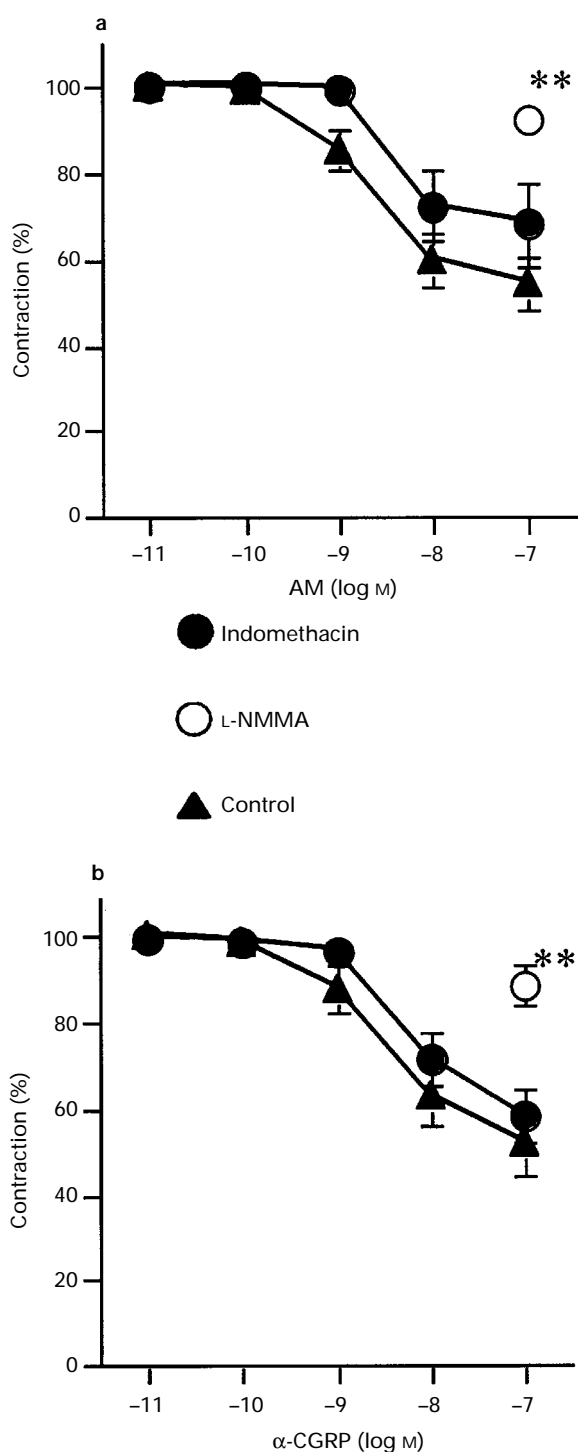 a
Contraction (%)
100
80
60
40
20
0
**
–11 –10 –9 –8 –7
AM (log M)
Indomethacin
L-NMMA
Control
b
Contraction (%)
100
80
60
40
20
0
**
–11 –10 –9 –8 –7
α-CGRP (log M)